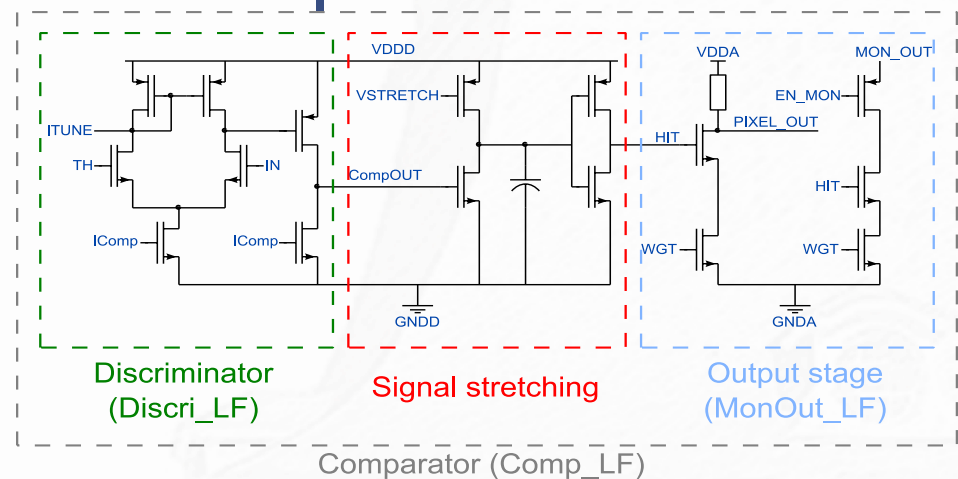 VDDD
VDDA
MON_OUT
VSTRETCH
EN_MON
PIXEL_OUT
ITUNE
HIT
TH
IN
CompOUT
HIT
IComp
IComp
WGT
WGT
GNDD
GNDA
Discriminator
(Discri_LF)
Signal stretching
Output stage
(MonOut_LF)
Comparator (Comp_LF)